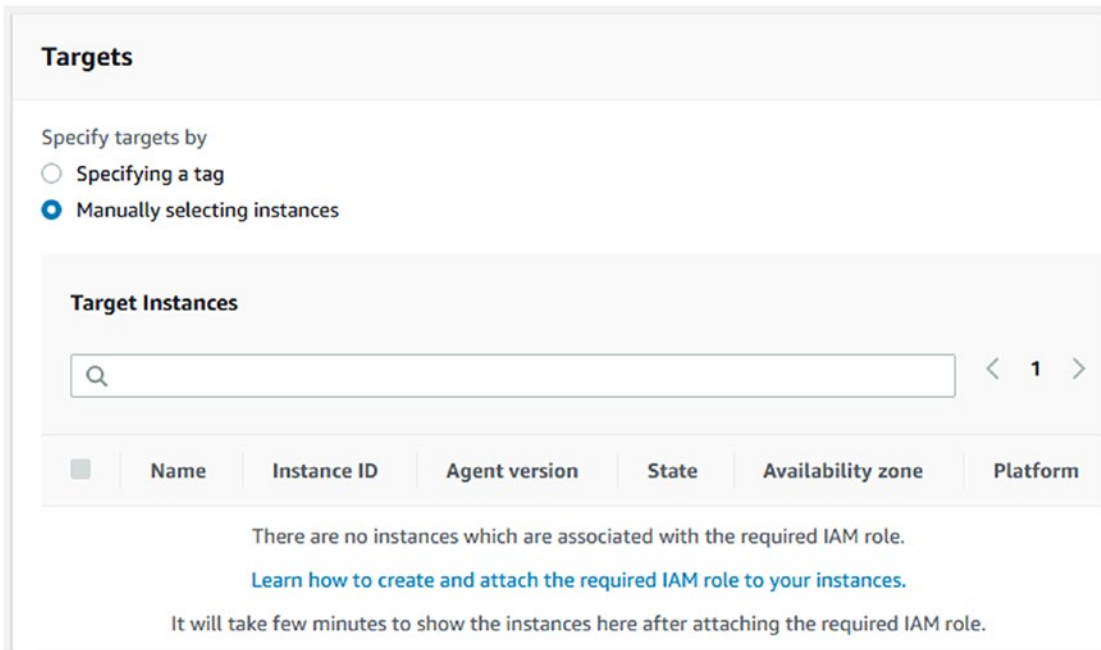 Targets
Specify targets by
Specifying a tag
Manually selecting instances
Target Instances
1
Name Instance ID Agent version State Availability zone Platform
There are no instances which are associated with the required IAM role.
Learn how to create and attach the required IAM role to your instances.
It will take few minutes to show the instances here after attaching the required IAM role.